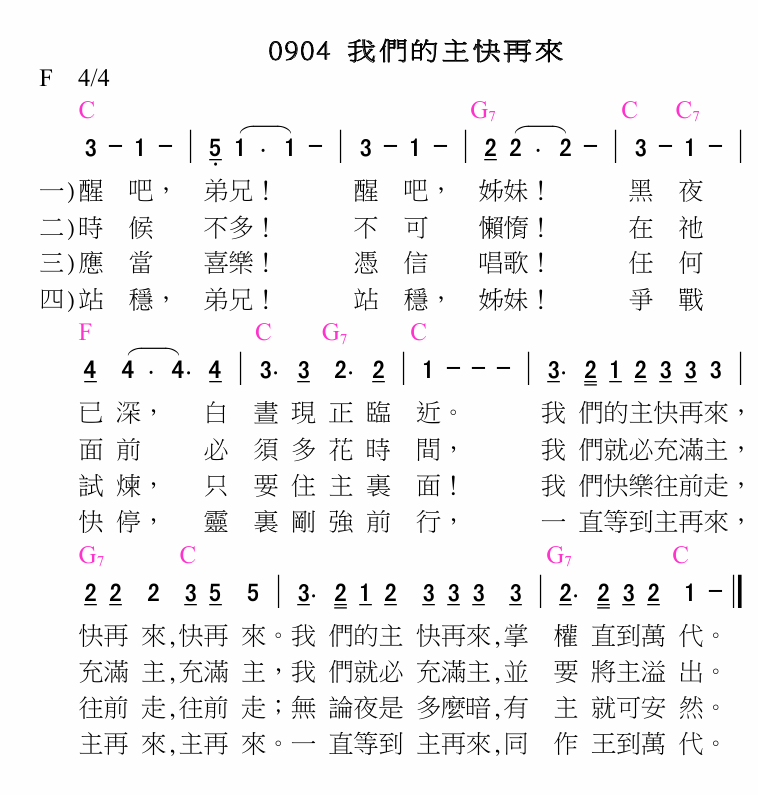 0904 我們的主快再來
F 4/4
C G7 C C7
3 - 1 - | 5 1 . 1 - | 3 - 1 - | 2 2 . 2 - | 3 - 1 - |
一)醒 吧， 弟兄！ 醒 吧， 姊妹！ 黑 夜
二)時 候 不多！ 不 可 懶惰！ 在 祂
三)應 當 喜樂！ 憑 信 唱歌！ 任 何
四)站 穩， 弟兄！ 站 穩， 姊妹！ 爭 戰
F C G7 C
4 4 . 4. 4 | 3. 3 2. 2 | 1 - - - | 3. 2 1 2 3 3 3 |
已 深， 白 晝 現 正 臨 近。 我 們的主快再來，
面 前 必 須 多 花 時 間， 我 們就必充滿主，
試 煉， 只 要 住 主 裏 面！ 我 們快樂往前走，
快 停， 靈 裏 剛 強 前 行， 一 直等到主再來，
G7 C G7 C
2 2 2 3 5 5 | 3. 2 1 2 3 3 3 3 | 2. 2 3 2 1 - ‖
快再 來,快再 來。我 們的主 快再來,掌 權 直到萬 代。
充滿 主,充滿 主，我 們就必 充滿主,並 要 將主溢 出。
往前 走,往前 走；無 論夜是 多麼暗,有 主 就可安 然。
主再 來,主再 來。一 直等到 主再來,同 作 王到萬 代。